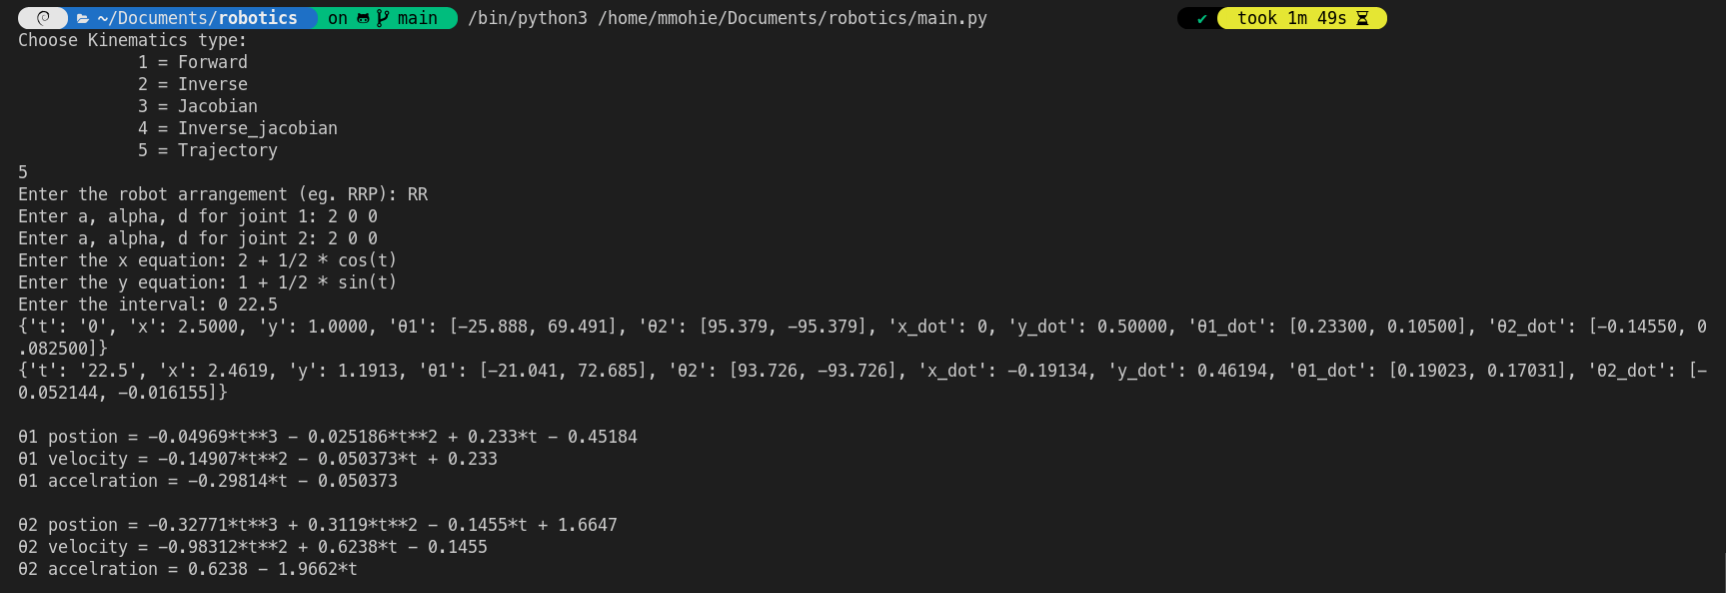 ~/Documents/robotics on main /bin/python3 /home/mmohie/Documents/robotics/main.py ✔ took 1m 49s
Choose Kinematics type:
1 = Forward
2 = Inverse
3 = Jacobian
4 = Inverse_jacobian
5 = Trajectory
5
Enter the robot arrangement (eg. RRP): RR
Enter a, alpha, d for joint 1: 2 0 0
Enter a, alpha, d for joint 2: 2 0 0
Enter the x equation: 2 + 1/2 * cos(t)
Enter the y equation: 1 + 1/2 * sin(t)
Enter the interval: 0 22.5
{'t': '0', 'x': 2.5000, 'y': 1.0000, 'θ1': [-25.888, 69.491], 'θ2': [95.379, -95.379], 'x_dot': 0, 'y_dot': 0.50000, 'θ1_dot': [0.23300, 0.10500], 'θ2_dot': [-0.14550, 0
.082500]}
{'t': '22.5', 'x': 2.4619, 'y': 1.1913, 'θ1': [-21.041, 72.685], 'θ2': [93.726, -93.726], 'x_dot': -0.19134, 'y_dot': 0.46194, 'θ1_dot': [0.19023, 0.17031], 'θ2_dot': [-
0.052144, -0.016155]}
θ1 postion = -0.04969*t**3 - 0.025186*t**2 + 0.233*t - 0.45184
θ1 velocity = -0.14907*t**2 - 0.050373*t + 0.233
θ1 accelration = -0.29814*t - 0.050373
θ2 postion = -0.32771*t**3 + 0.3119*t**2 - 0.1455*t + 1.6647
θ2 velocity = -0.98312*t**2 + 0.6238*t - 0.1455
θ2 accelration = 0.6238 - 1.9662*t